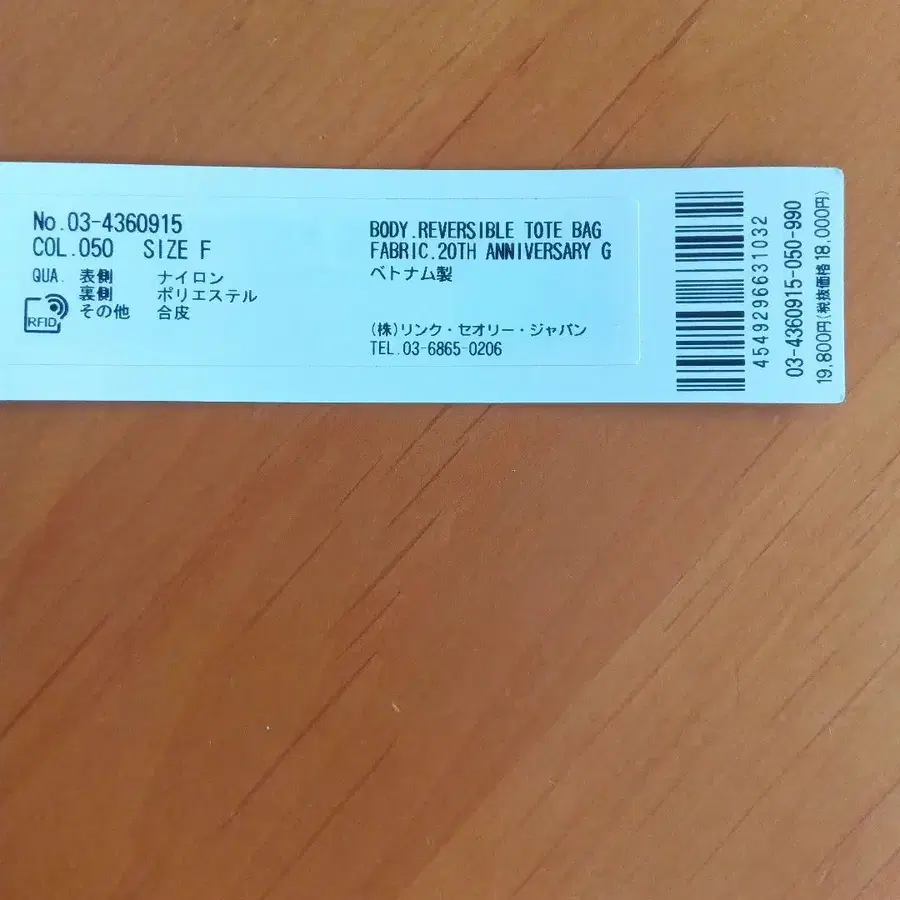 No.03-4360915
COL.050 SIZE F
QUA. 表側 ナイロン
裏側 ポリエステル
その他 合皮
RFID
BODY.REVERSIBLE TOTE BAG
FABRIC.20TH ANNIVERSARY G
ベトナム製
(株)リンク・セオリー・ジャパン
TEL.03-6865-0206
4549296631032
03-4360915-050-990
19,800円(税抜価格18,000円)